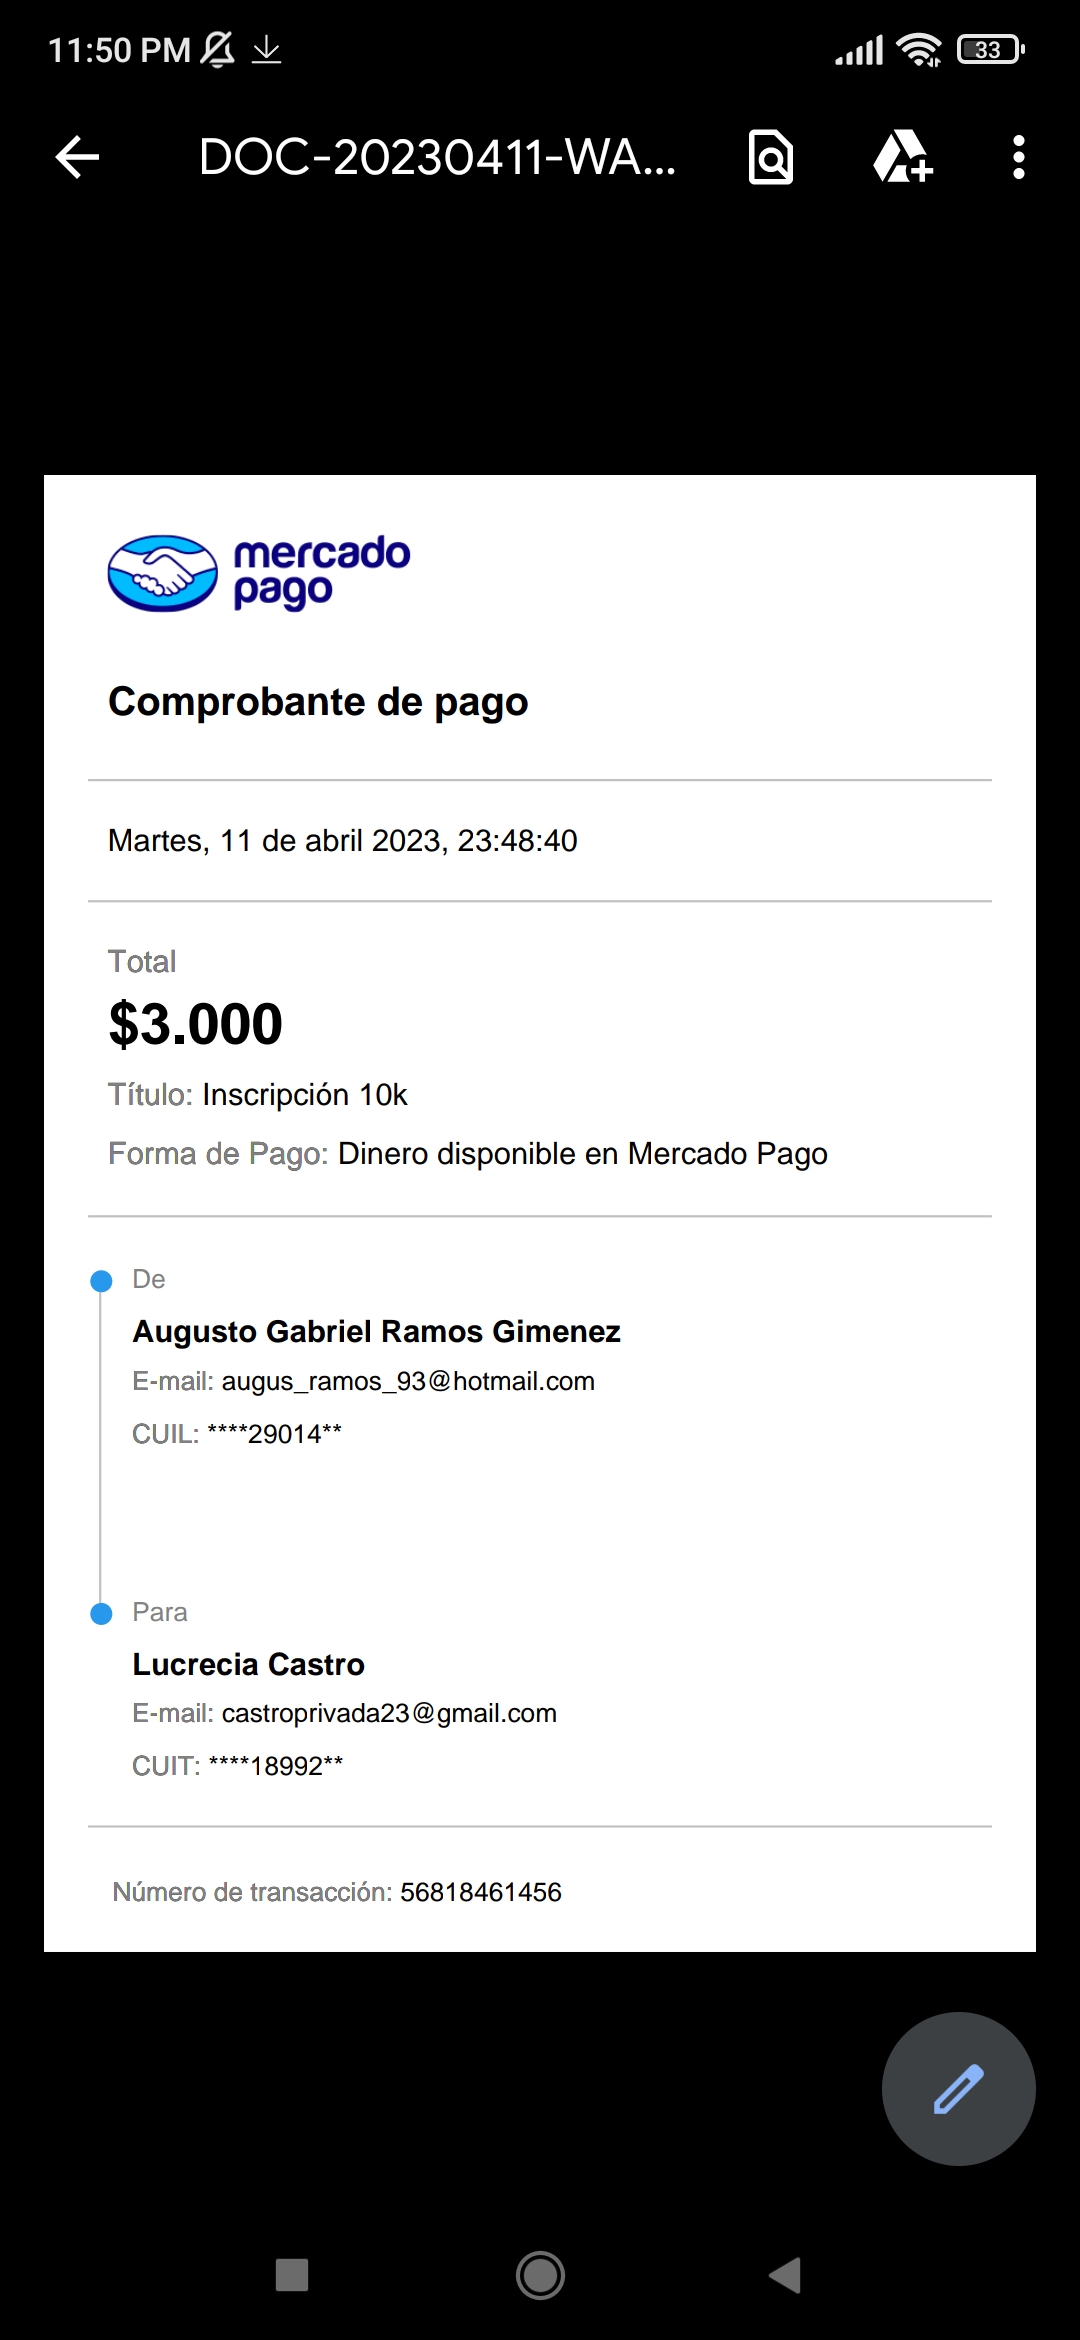 11:50 PM 33
DOC-20230411-WA...
mercado
pago
Comprobante de pago
Martes, 11 de abril 2023, 23:48:40
Total
$3.000
Título: Inscripción 10k
Forma de Pago: Dinero disponible en Mercado Pago
De
Augusto Gabriel Ramos Gimenez
E-mail: augus_ramos_93@hotmail.com
CUIL: ****29014**
Para
Lucrecia Castro
E-mail: castroprivada23@gmail.com
CUIT: ****18992**
Número de transacción: 56818461456